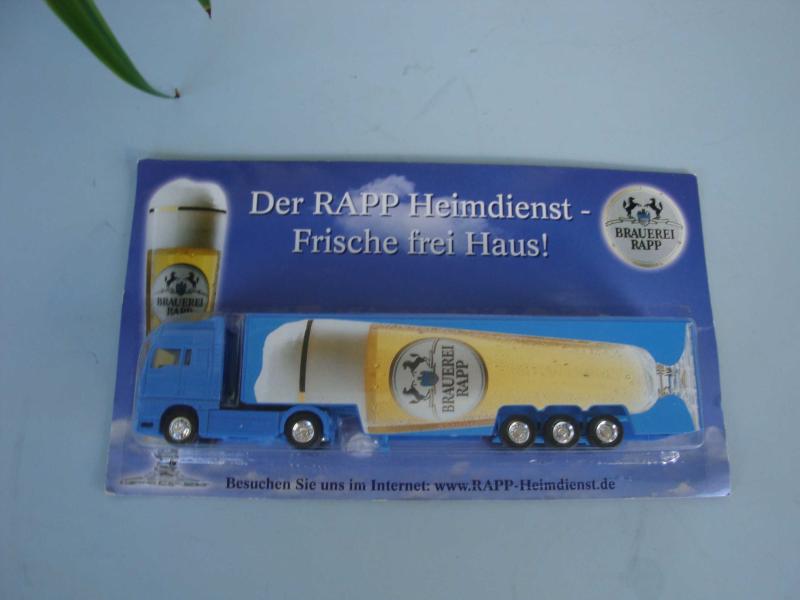 Der RAPP Heimdienst -
Frische frei Haus!
BRAUEREI
RAPP
BRAUEREI
RAPP
BRAUEREI
RAPP
Besuchen Sie uns im Internet: www.RAPP-Heimdienst.de